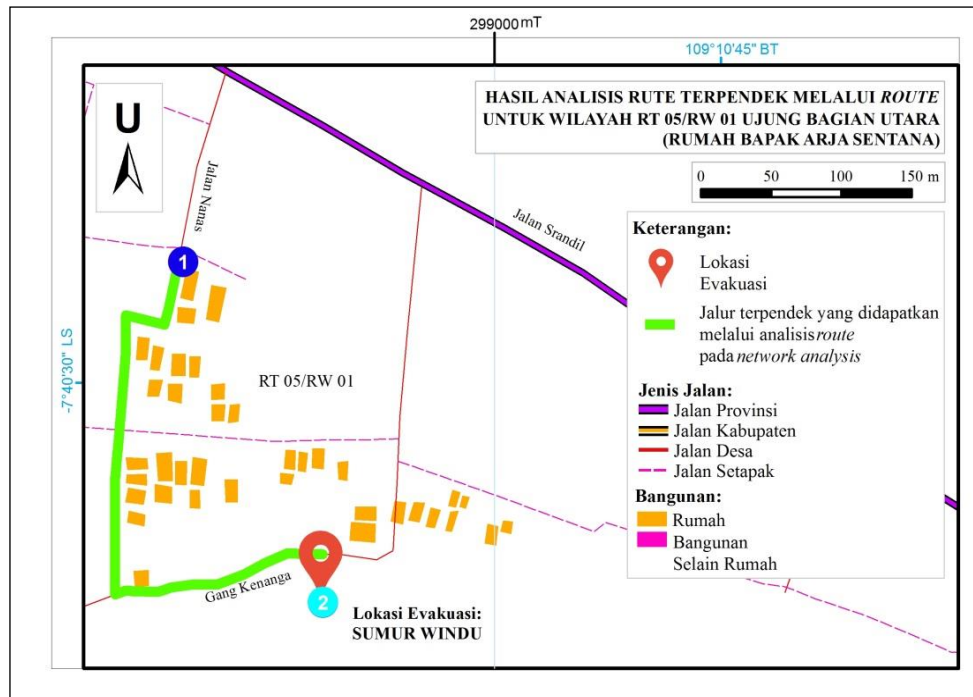 299000mT
109°10'45" BT
-7°40'30" LS
U
HASIL ANALISIS RUTE TERPENDEK MELALUI ROUTE
UNTUK WILAYAH RT 05/RW 01 UJUNG BAGIAN UTARA
(RUMAH BAPAK ARJA SENTANA)
0 50 100 150 m
Jalan Nanas
Jalan Srandil
1
RT 05/RW 01
Gang Kenanga
2
Lokasi Evakuasi:
SUMUR WINDU
Keterangan:
Lokasi
Evakuasi
Jalur terpendek yang didapatkan
melalui analisis route
pada network analysis
Jenis Jalan:
Jalan Provinsi
Jalan Kabupaten
Jalan Desa
Jalan Setapak
Bangunan:
Rumah
Bangunan
Selain Rumah